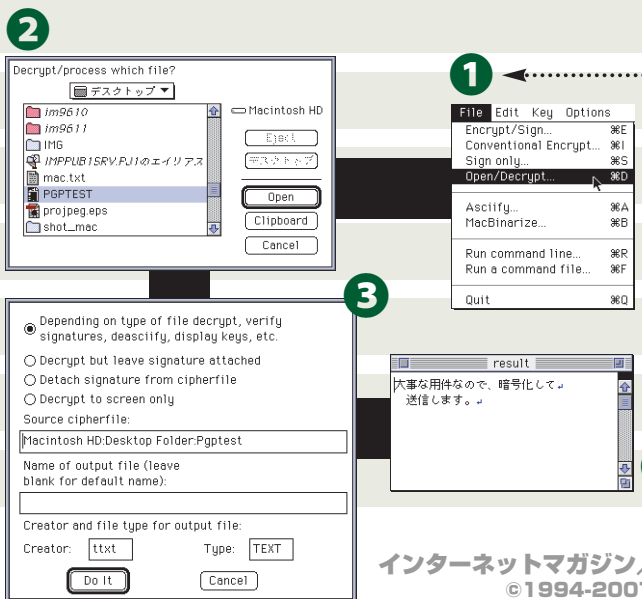 2
Decrypt/process which file?
デスクトップ▼
im9610
im9611
IMG
IMPPUB1SRV.FJ1のエイリアス
mac.txt
PGPTEST
projpeg.eps
shot_mac
Macintosh HD
Eject
デスクトップ
Open
Clipboard
Cancel
1
File Edit Key Options
Encrypt/Sign... ⌘E
Conventional Encrypt... ⌘I
Sign only... ⌘S
Open/Decrypt... ⌘D
Asciify... ⌘A
MacBinarize... ⌘B
Run command line... ⌘R
Run a command file... ⌘F
Quit ⌘Q
3
Depending on type of file decrypt, verify
signatures, deasciify, display keys, etc.
Decrypt but leave signature attached
Detach signature from cipherfile
Decrypt to screen only
Source cipherfile:
Macintosh HD:Desktop Folder:Pgptest
Name of output file (leave
blank for default name):
Creator and file type for output file:
Creator: ttxt Type: TEXT
Do It Cancel
result
大事な用件なので、暗号化して
送信します。
インターネットマガジン/
©1994-2007